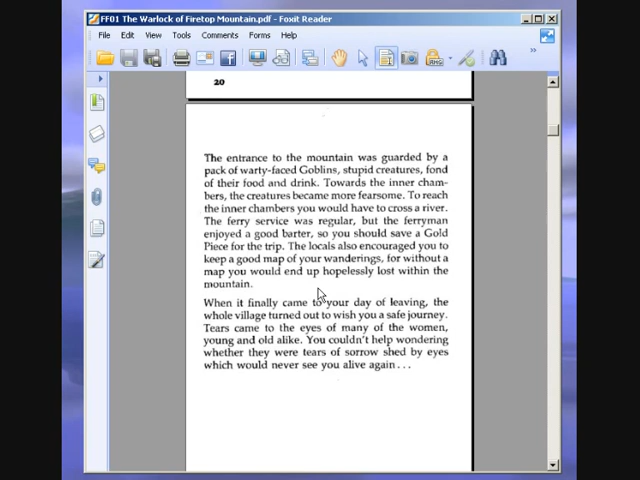 FF01 The Warlock of Firetop Mountain.pdf - Foxit Reader
File Edit View Tools Comments Forms Help
20
The entrance to the mountain was guarded by a
pack of warty-faced Goblins, stupid creatures, fond
of their food and drink. Towards the inner cham-
bers, the creatures became more fearsome. To reach
the inner chambers you would have to cross a river.
The ferry service was regular, but the ferryman
enjoyed a good barter, so you should save a Gold
Piece for the trip. The locals also encouraged you to
keep a good map of your wanderings, for without a
map you would end up hopelessly lost within the
mountain.
When it finally came to your day of leaving, the
whole village turned out to wish you a safe journey.
Tears came to the eyes of many of the women,
young and old alike. You couldn't help wondering
whether they were tears of sorrow shed by eyes
which would never see you alive again . . .